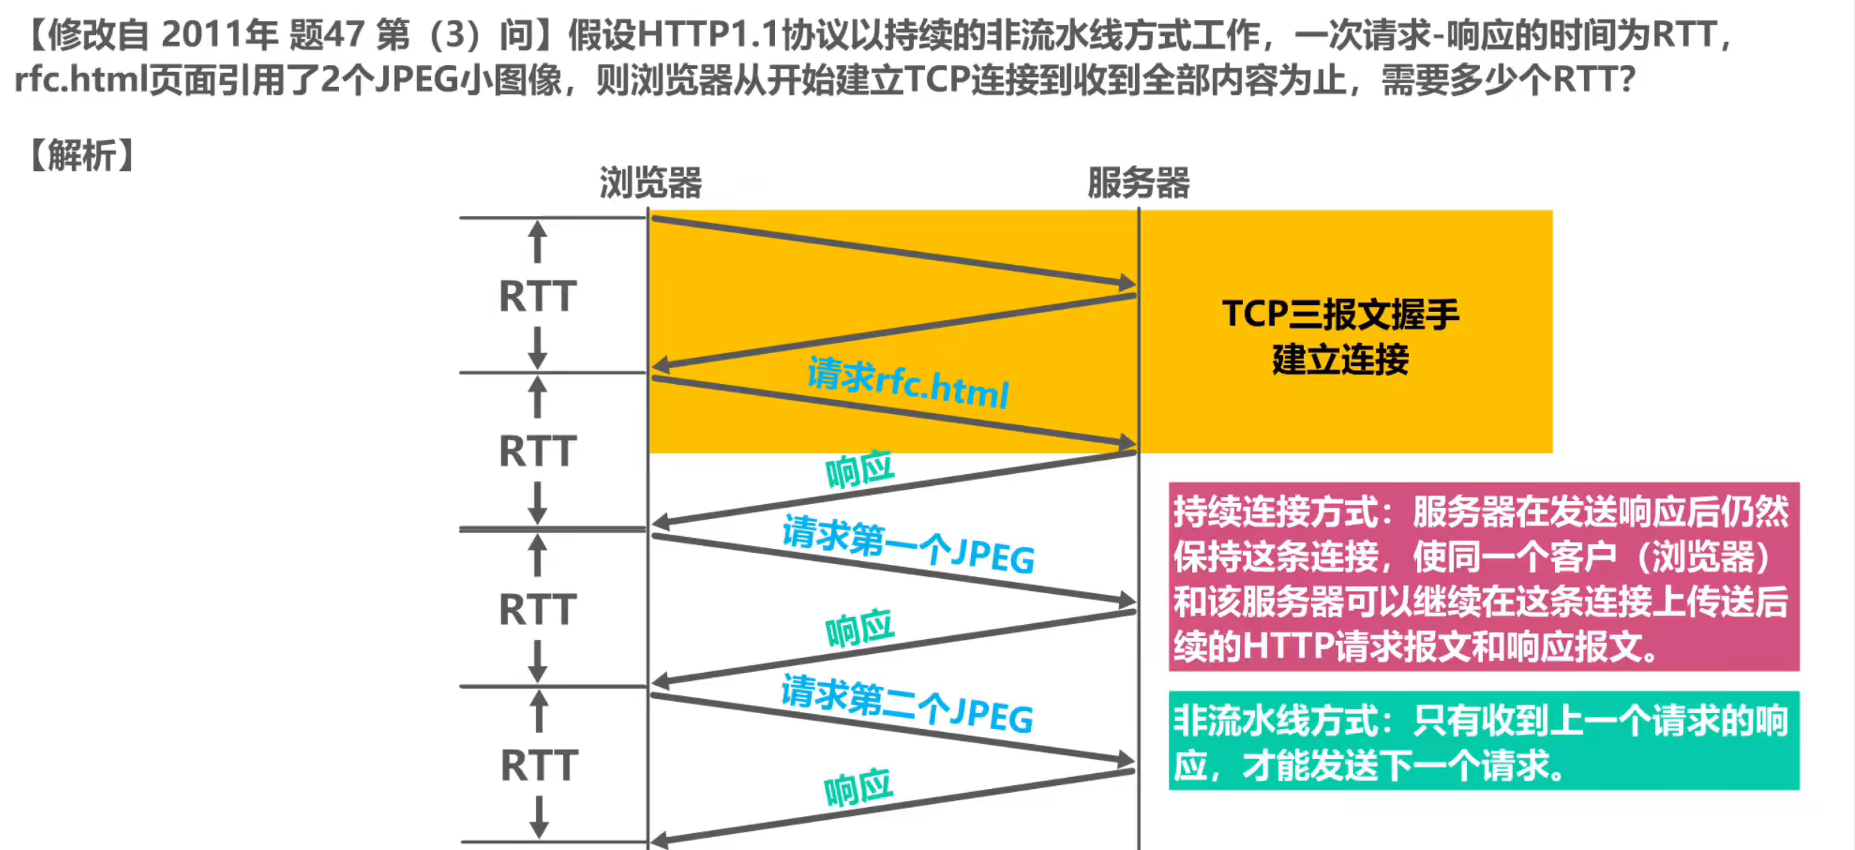 【修改自 2011年 题47 第（3）问】假设HTTP1.1协议以持续的非流水线方式工作，一次请求-响应的时间为RTT，
rfc.html页面引用了2个JPEG小图像，则浏览器从开始建立TCP连接到收到全部内容为止，需要多少个RTT？
【解析】
浏览器
服务器
RTT
TCP三报文握手
建立连接
请求rfc.html
RTT
响应
请求第一个JPEG
持续连接方式：服务器在发送响应后仍然
保持这条连接，使同一个客户（浏览器）
和该服务器可以继续在这条连接上传送后
续的HTTP请求报文和响应报文。
RTT
响应
请求第二个JPEG
非流水线方式：只有收到上一个请求的响
应，才能发送下一个请求。
RTT
响应